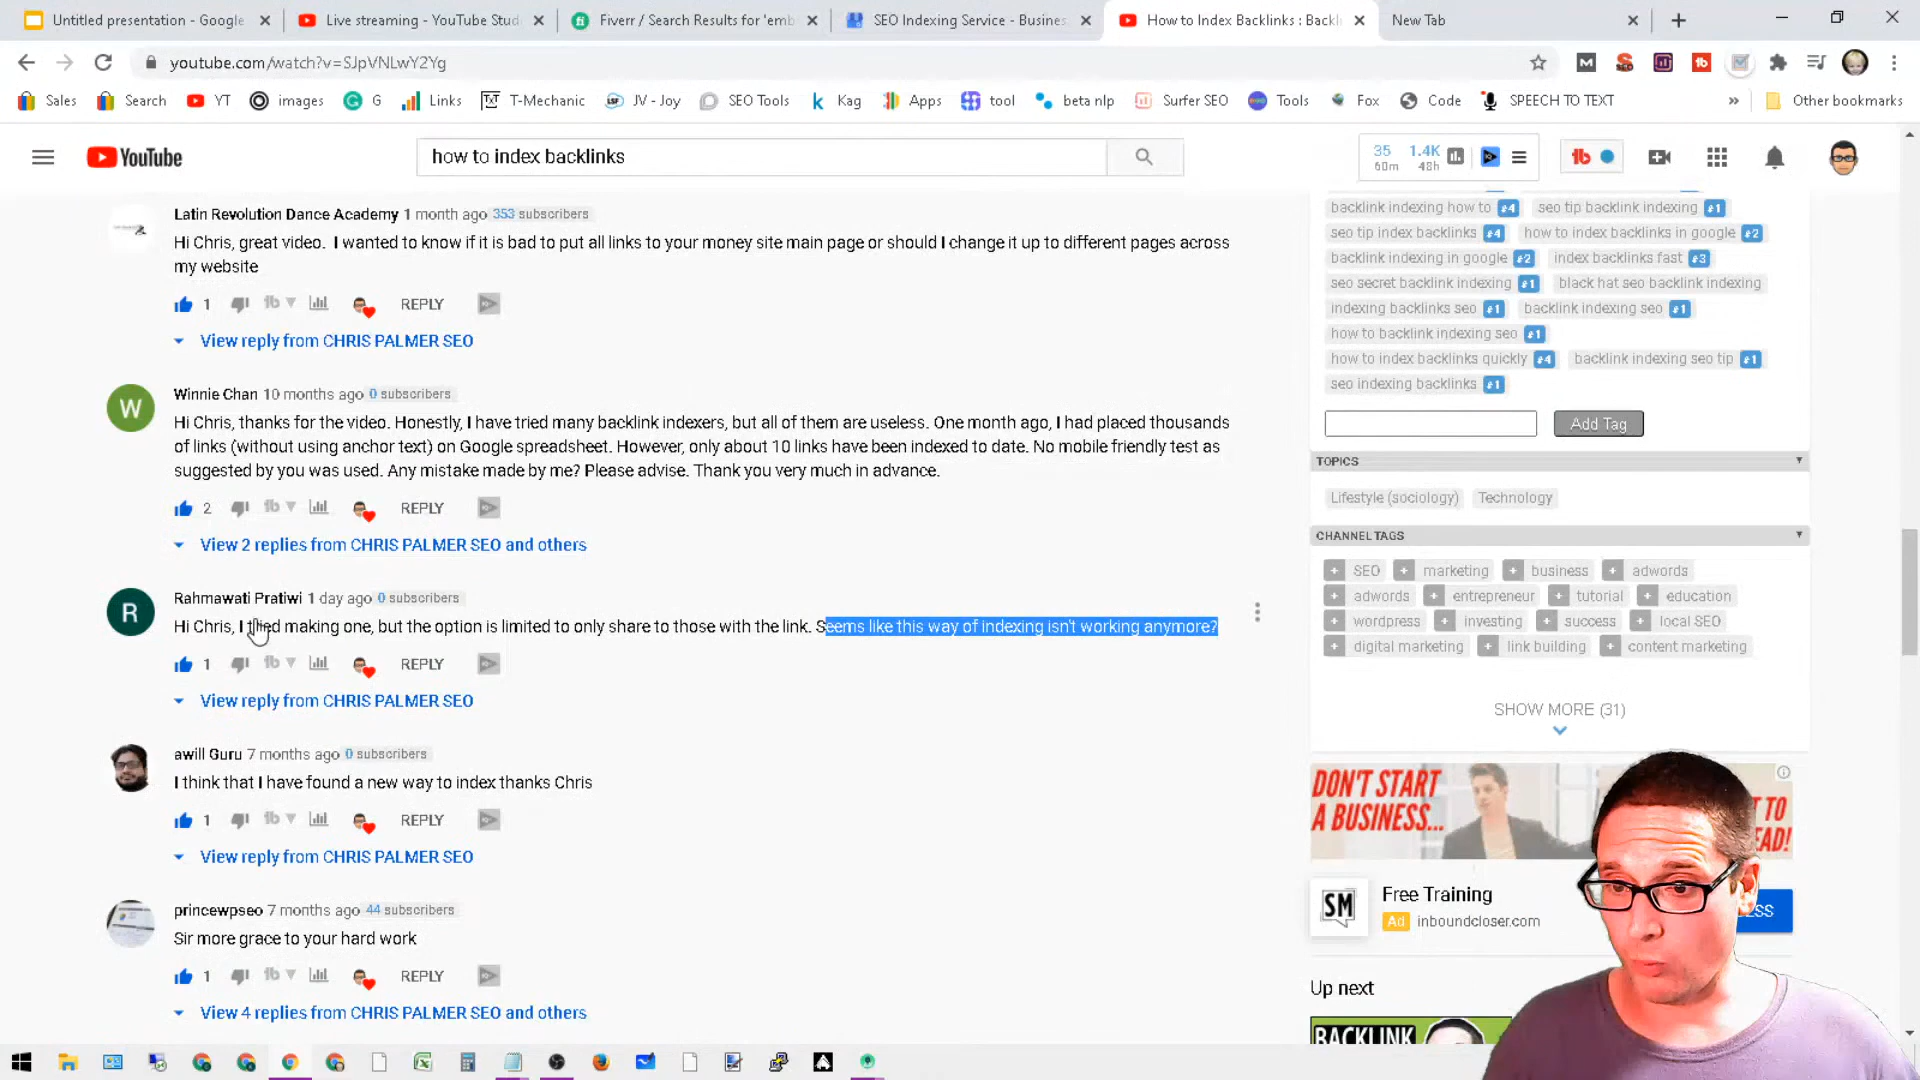 Untitled presentation - Google
Live streaming - YouTube Stud
Fiverr / Search Results for 'emb
SEO Indexing Service - Busines
How to Index Backlinks : Backli
New Tab
youtube.com/watch?v=SJpVNLwY2Yg
Sales
Search
YT
images
G
Links
T-Mechanic
JV - Joy
SEO Tools
Kag
Apps
tool
beta nlp
Surfer SEO
Tools
Fox
Code
SPEECH TO TEXT
»
Other bookmarks
YouTube
how to index backlinks
35 60m
1.4K 48h
tb
Latin Revolution Dance Academy 1 month ago 353 subscribers
Hi Chris, great video. I wanted to know if it is bad to put all links to your money site main page or should I change it up to different pages across
my website
1 REPLY
View reply from CHRIS PALMER SEO
W
Winnie Chan 10 months ago 0 subscribers
Hi Chris, thanks for the video. Honestly, I have tried many backlink indexers, but all of them are useless. One month ago, I had placed thousands
of links (without using anchor text) on Google spreadsheet. However, only about 10 links have been indexed to date. No mobile friendly test as
suggested by you was used. Any mistake made by me? Please advise. Thank you very much in advance.
2 REPLY
View 2 replies from CHRIS PALMER SEO and others
R
Rahmawati Pratiwi 1 day ago 0 subscribers
Hi Chris, I tried making one, but the option is limited to only share to those with the link. Seems like this way of indexing isn't working anymore?
1 REPLY
View reply from CHRIS PALMER SEO
awill Guru 7 months ago 0 subscribers
I think that I have found a new way to index thanks Chris
1 REPLY
View reply from CHRIS PALMER SEO
princewpseo 7 months ago 44 subscribers
Sir more grace to your hard work
1 REPLY
View 4 replies from CHRIS PALMER SEO and others
backlink indexing how to #4 seo tip backlink indexing #1
seo tip index backlinks #4 how to index backlinks in google #2
backlink indexing in google #2 index backlinks fast #3
seo secret backlink indexing #1 black hat seo backlink indexing
indexing backlinks seo #1 backlink indexing seo #1
how to backlink indexing seo #1
how to index backlinks quickly #4 backlink indexing seo tip #1
seo indexing backlinks #1
Add Tag
TOPICS
Lifestyle (sociology) Technology
CHANNEL TAGS
+ SEO + marketing + business + adwords
+ adwords + entrepreneur + tutorial + education
+ wordpress + investing + success + local SEO
+ digital marketing + link building + content marketing
SHOW MORE (31)
DON'T START
A BUSINESS...
SM
Free Training
Ad inboundcloser.com
Up next
BACKLINK